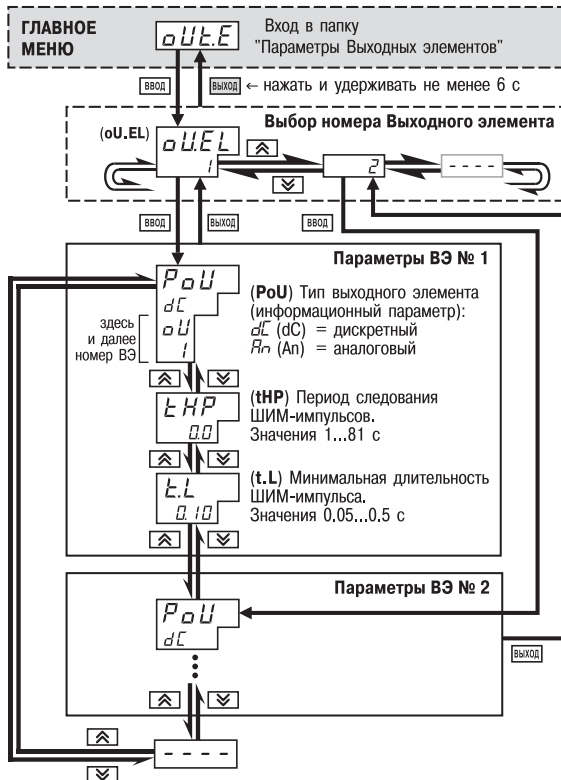 ГЛАВНОЕ
МЕНЮ
oUt.E
Вход в папку
"Параметры Выходных элементов"
ВВОД
ВЫХОД
← нажать и удерживать не менее 6 с
Выбор номера Выходного элемента
(oU.EL)
oU.EL
1
2
- - - -
ВВОД
ВЫХОД
ВВОД
Параметры ВЭ № 1
PoU
dC
oU
1
здесь
и далее
номер ВЭ
(PoU) Тип выходного элемента
(информационный параметр):
dC (dC) = дискретный
An (An) = аналоговый
tHP
0.0
(tHP) Период следования
ШИМ-импульсов.
Значения 1...81 с
t.L
0.10
(t.L) Минимальная длительность
ШИМ-импульса.
Значения 0,05...0,5 с
Параметры ВЭ № 2
PoU
dC
ВЫХОД
- - - -